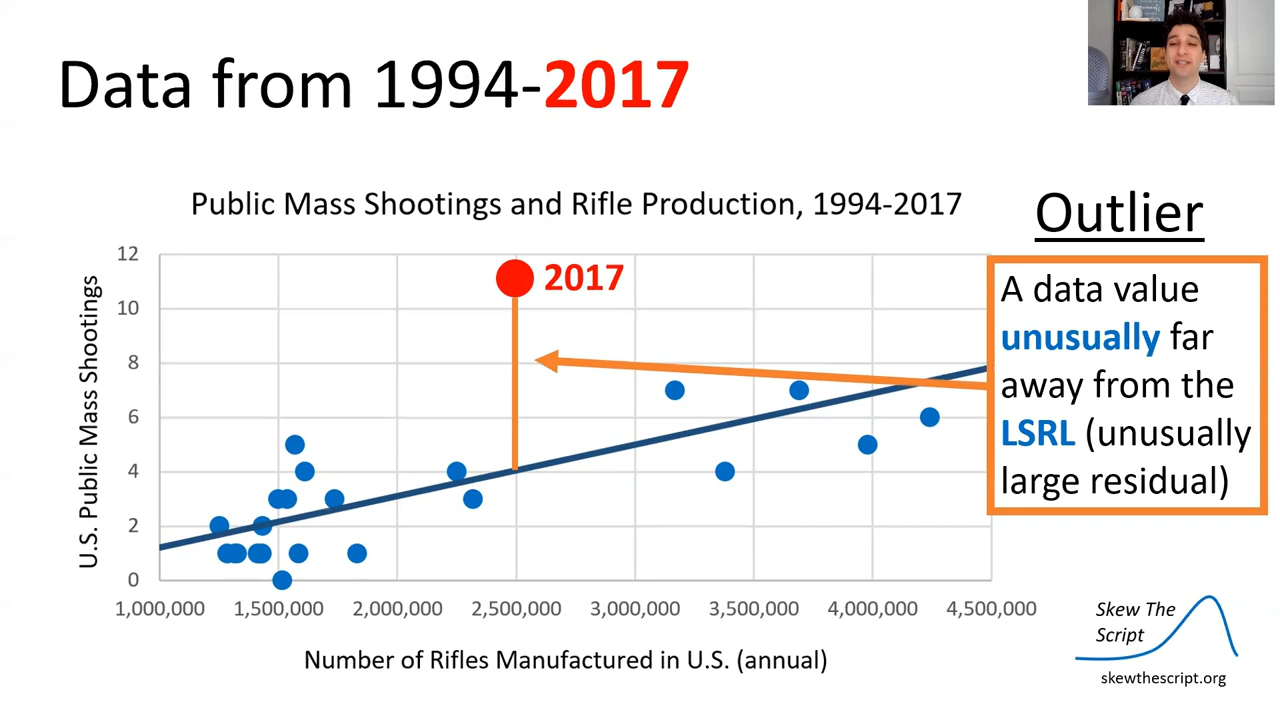 Data from 1994-2017
Public Mass Shootings and Rifle Production, 1994-2017
Outlier
A data value
unusually far
away from the
LSRL (unusually
large residual)
2017
U.S. Public Mass Shootings
12
10
8
6
4
2
0
1,000,000 1,500,000 2,000,000 2,500,000 3,000,000 3,500,000 4,000,000 4,500,000
Number of Rifles Manufactured in U.S. (annual)
Skew The
Script
skewthescript.org